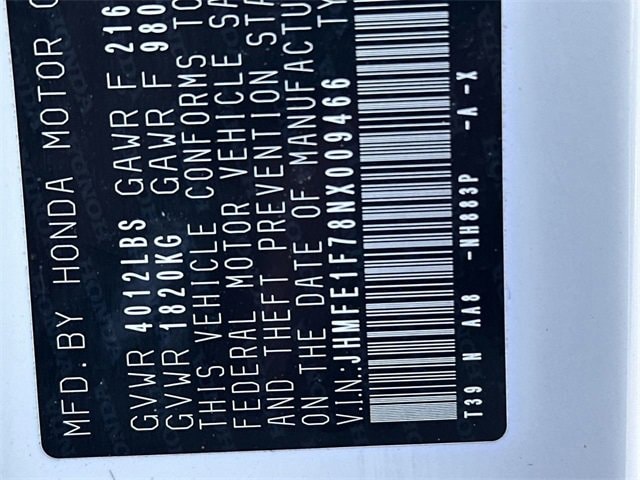 MFD. BY HONDA MOTOR
GVWR 4012LBS GAWR F 216
GVWR 1820KG GAWR F 980
THIS VEHICLE CONFORMS TO
FEDERAL MOTOR VEHICLE SA
AND THEFT PREVENTION STA
ON THE DATE OF MANUFACTU
V.I.N.:JHMFE1F78NX009466 TY
T39 N AA8 -NH883P -A -X